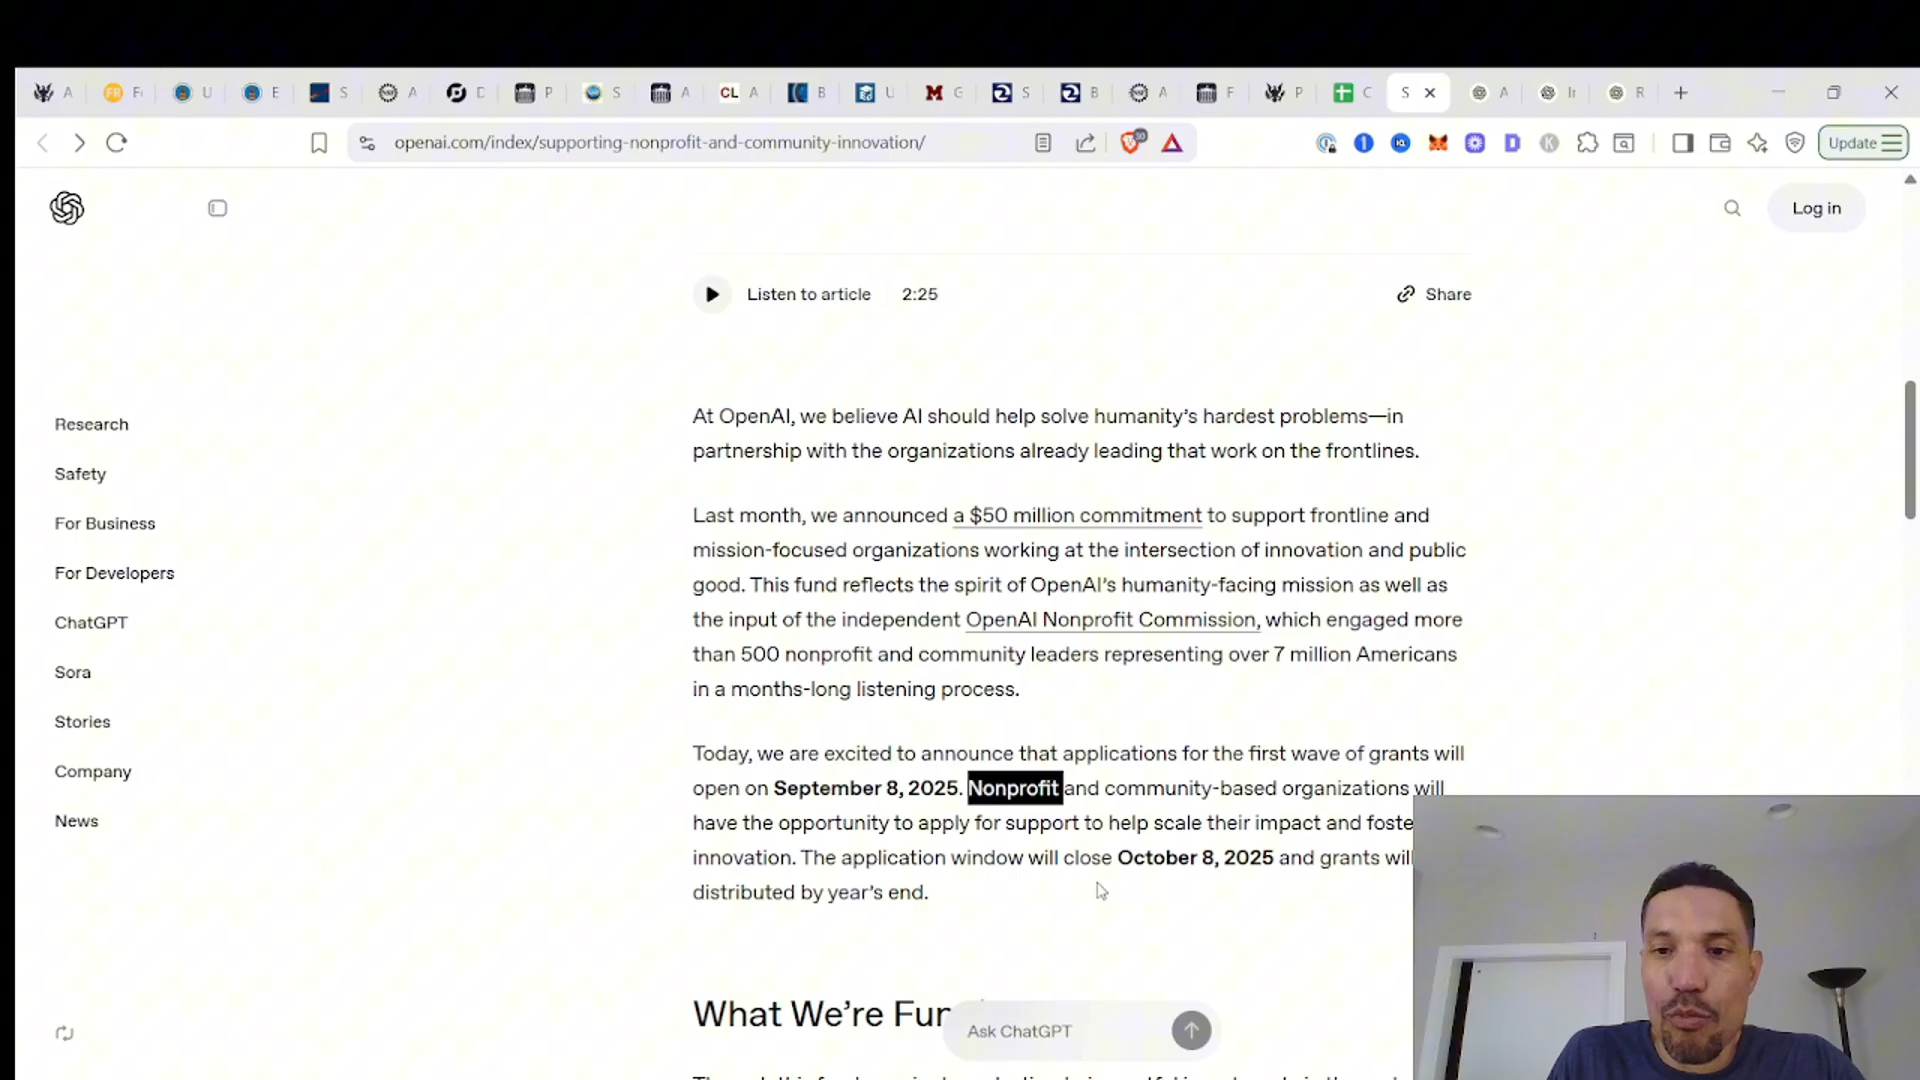 A
F
U
E
S
A
D
P
S
A
CL A
B
U
G
S
B
A
F
P
C
S
A
Ir
R
openai.com/index/supporting-nonprofit-and-community-innovation/
Update
Log in
Listen to article 2:25
Share
Research
Safety
For Business
For Developers
ChatGPT
Sora
Stories
Company
News
At OpenAI, we believe AI should help solve humanity’s hardest problems—in
partnership with the organizations already leading that work on the frontlines.
Last month, we announced a $50 million commitment to support frontline and
mission-focused organizations working at the intersection of innovation and public
good. This fund reflects the spirit of OpenAI’s humanity-facing mission as well as
the input of the independent OpenAI Nonprofit Commission, which engaged more
than 500 nonprofit and community leaders representing over 7 million Americans
in a months-long listening process.
Today, we are excited to announce that applications for the first wave of grants will
open on September 8, 2025. Nonprofit and community-based organizations will
have the opportunity to apply for support to help scale their impact and foste
innovation. The application window will close October 8, 2025 and grants will
distributed by year’s end.
What We’re Fun
Ask ChatGPT